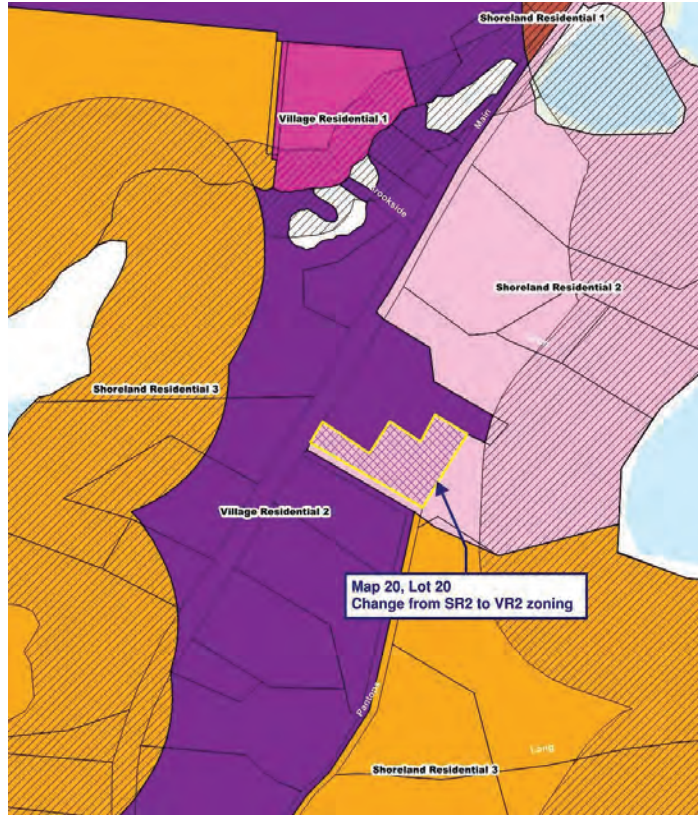 Shoreland Residential 1
Village Residential 1
Main
Brookside
Shoreland Residential 2
Shoreland Residential 3
Village Residential 2
Map 20, Lot 20
Change from SR2 to VR2 zoning
Pantops
Lang
Shoreland Residential 3